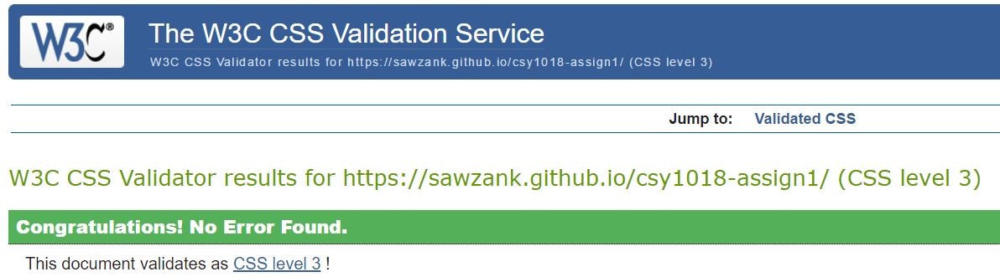 W3C®
The W3C CSS Validation Service
W3C CSS Validator results for https://sawzank.github.io/csy1018-assign1/ (CSS level 3)
Jump to: Validated CSS
W3C CSS Validator results for https://sawzank.github.io/csy1018-assign1/ (CSS level 3)
Congratulations! No Error Found.
This document validates as CSS level 3 !